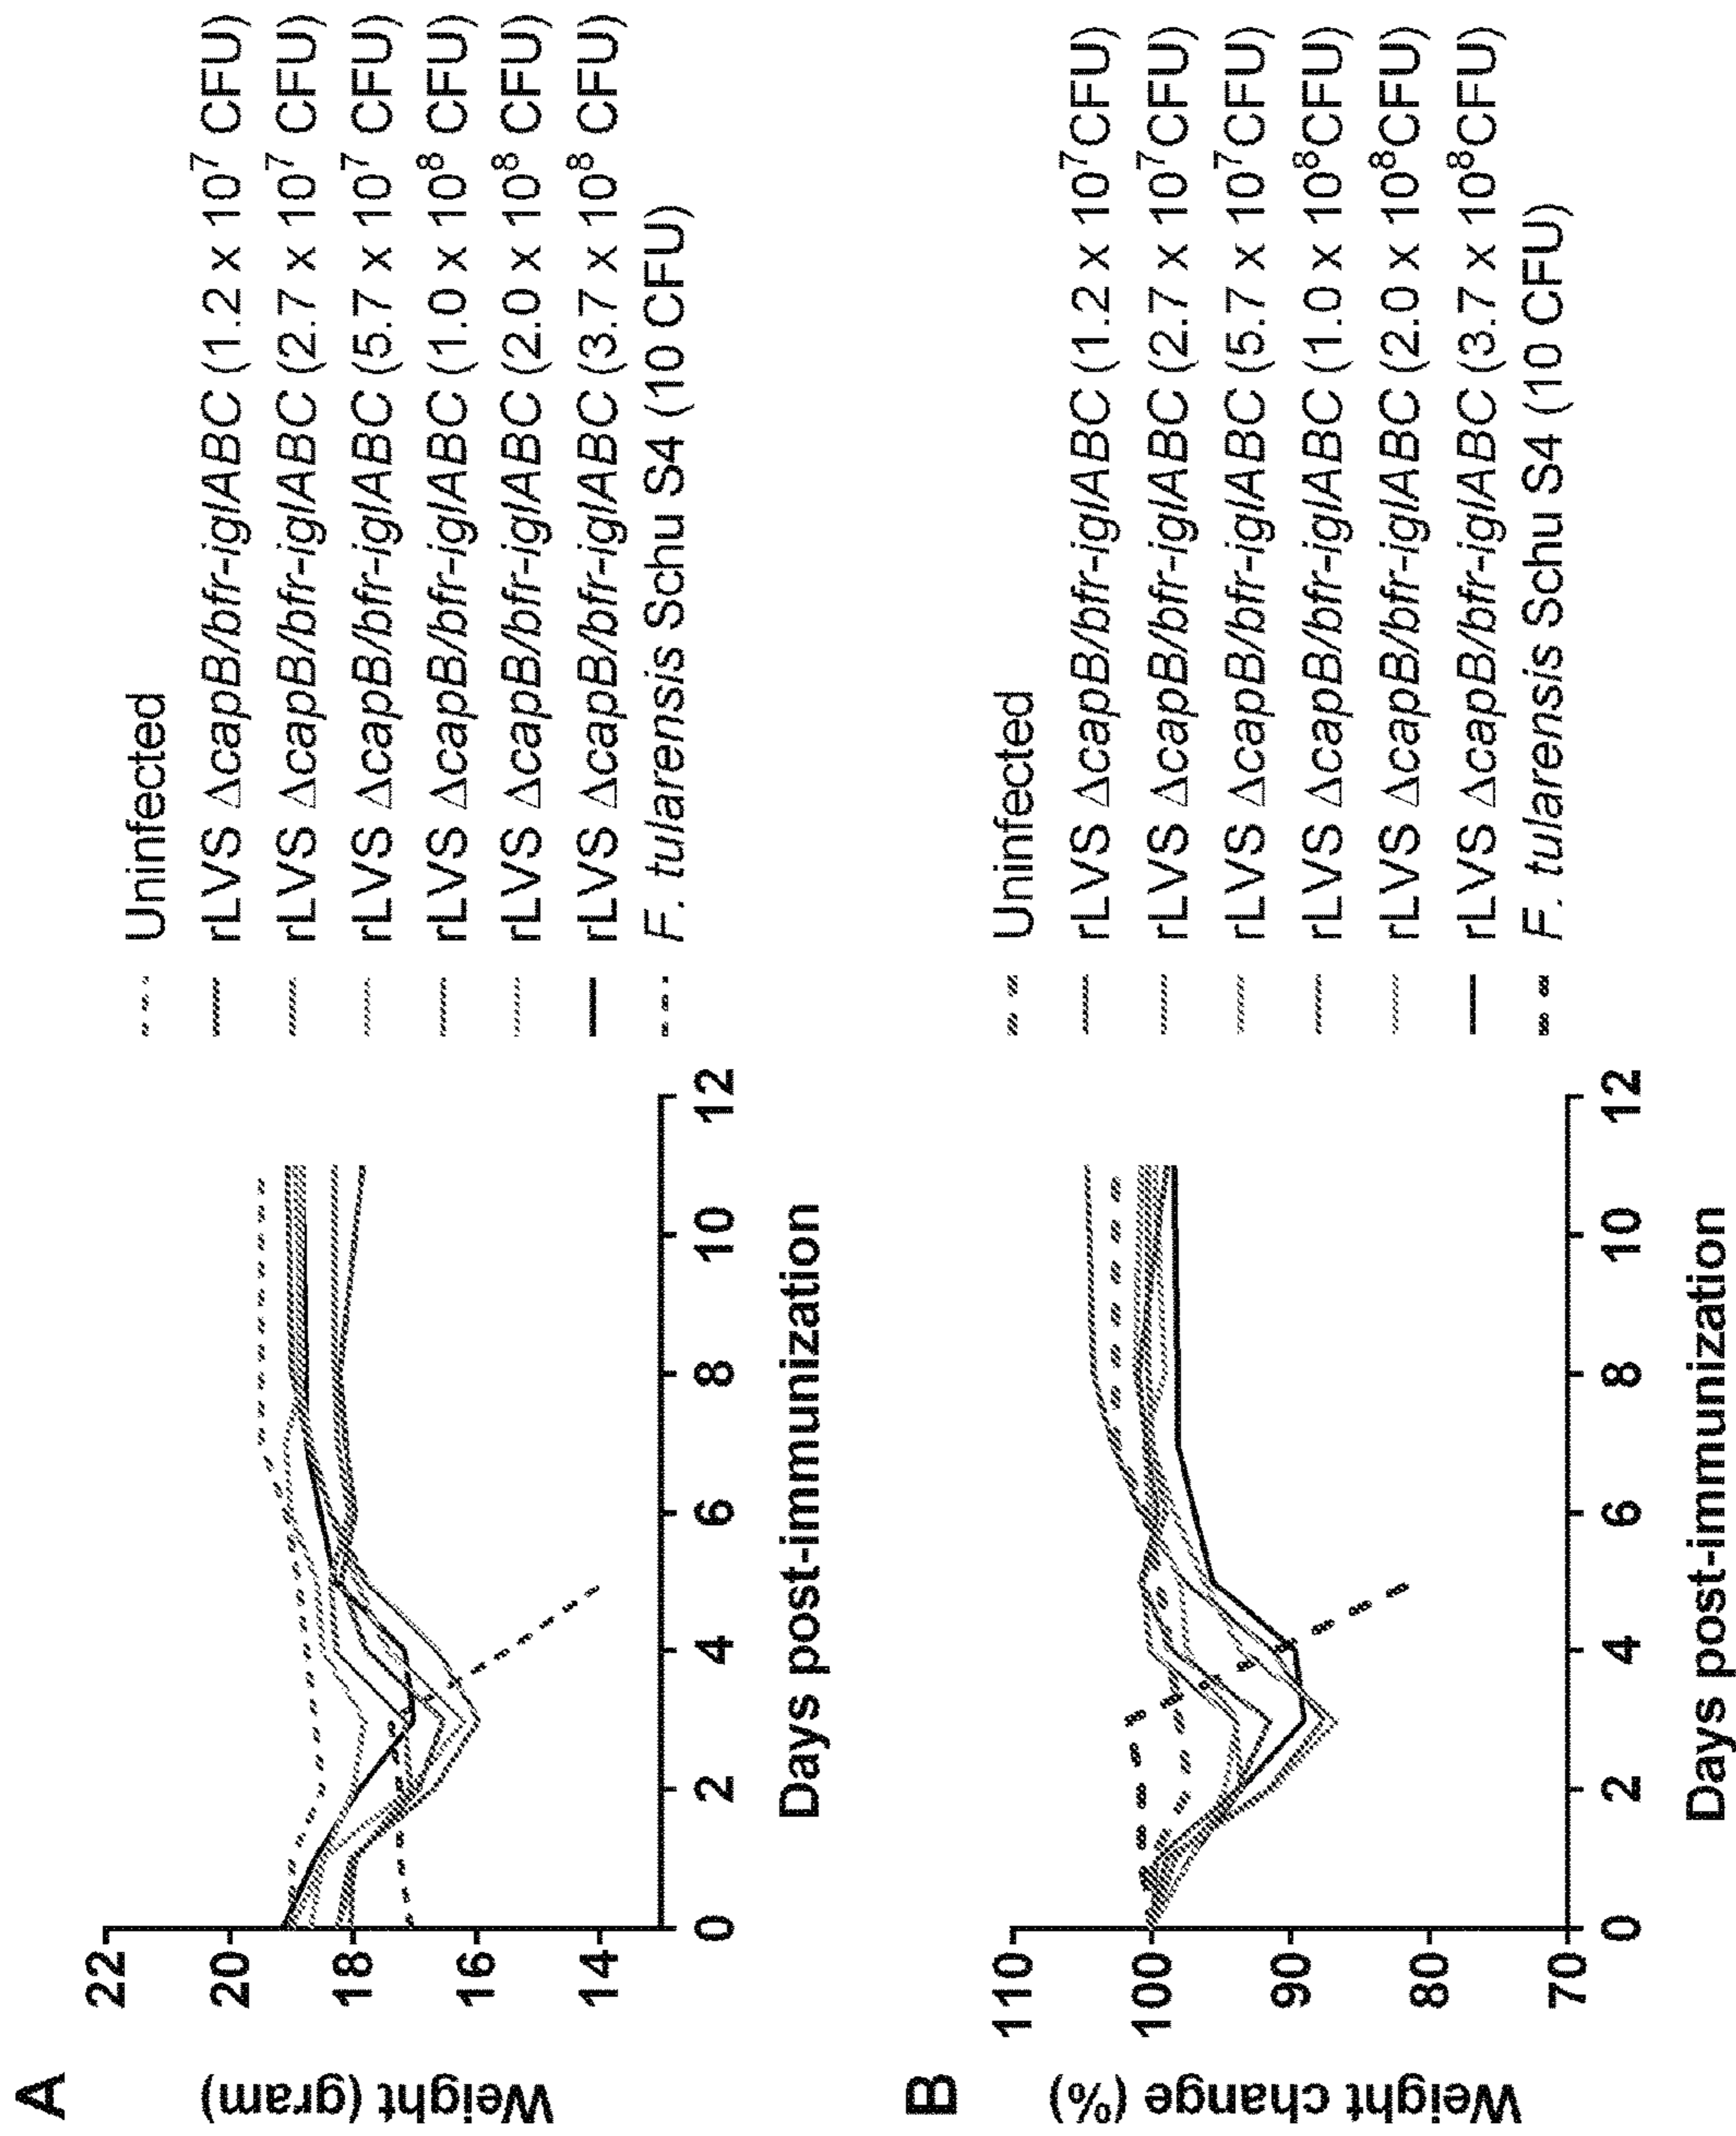 A
Weight (gram)
22
20
18
16
14
0
2
4
6
8
10
12
Days post-immunization
Uninfected
rLVS ΔcapB/bfr-iglABC (1.2 x 10⁷ CFU)
rLVS ΔcapB/bfr-iglABC (2.7 x 10⁷ CFU)
rLVS ΔcapB/bfr-iglABC (5.7 x 10⁷ CFU)
rLVS ΔcapB/bfr-iglABC (1.0 x 10⁸ CFU)
rLVS ΔcapB/bfr-iglABC (2.0 x 10⁸ CFU)
rLVS ΔcapB/bfr-iglABC (3.7 x 10⁸ CFU)
F. tularensis Schu S4 (10 CFU)
B
Weight change (%)
110
100
90
80
70
0
2
4
6
8
10
12
Days post-immunization
Uninfected
rLVS ΔcapB/bfr-iglABC (1.2 x 10⁷CFU)
rLVS ΔcapB/bfr-iglABC (2.7 x 10⁷CFU)
rLVS ΔcapB/bfr-iglABC (5.7 x 10⁷CFU)
rLVS ΔcapB/bfr-iglABC (1.0 x 10⁸CFU)
rLVS ΔcapB/bfr-iglABC (2.0 x 10⁸CFU)
rLVS ΔcapB/bfr-iglABC (3.7 x 10⁸CFU)
F. tularensis Schu S4 (10 CFU)